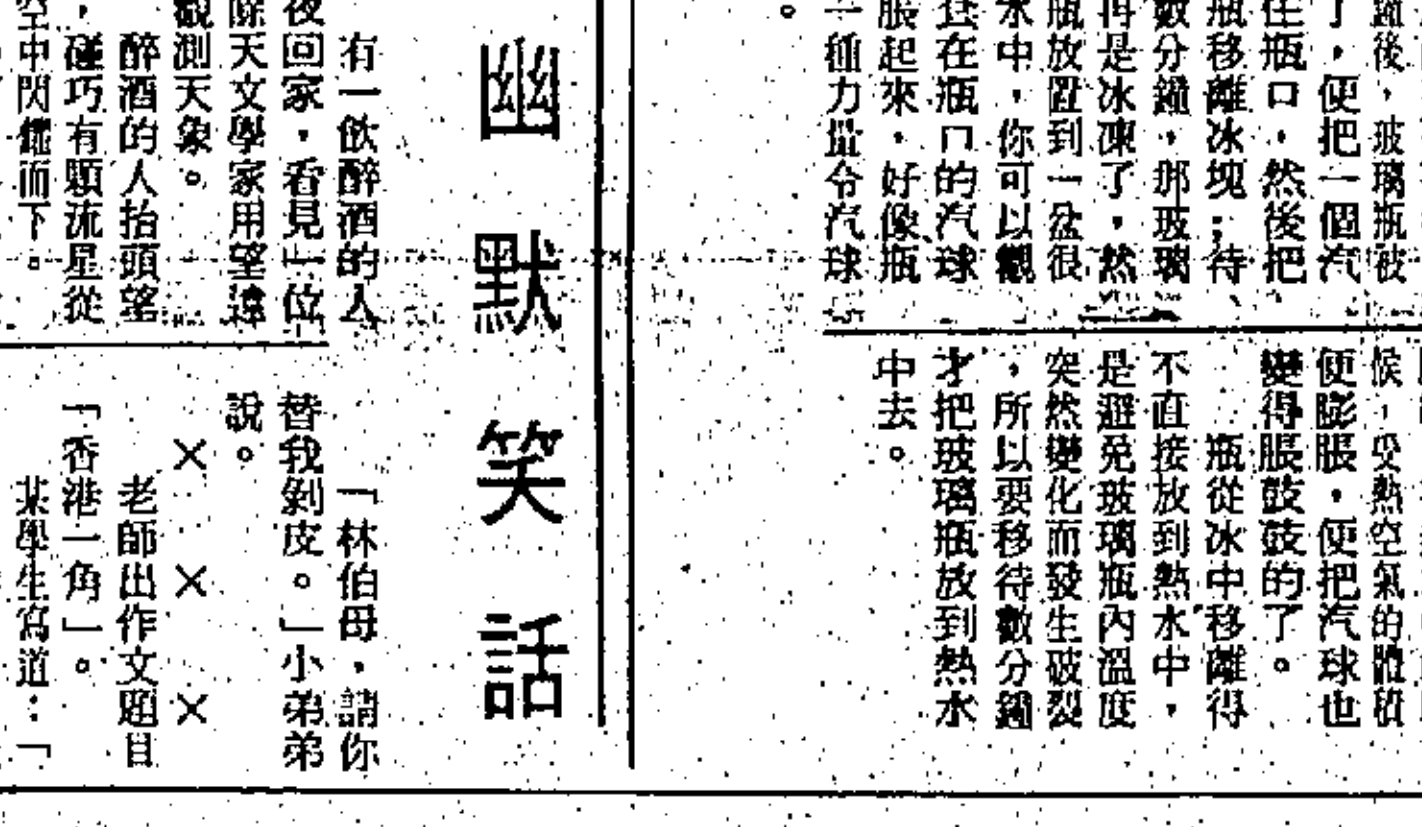 鐘後，玻璃瓶被
了，便把一個汽
住瓶口，然後把
瓶移離冰塊；待
數分鐘，那玻璃
再是冰凍了，然
瓶放置到一盆很
水中，你可以觀
套在瓶口的汽球
脹起來，好像瓶
一種力量令汽球
。
候，受熱空氣的體積
便膨脹，便把汽球也
變得脹鼓鼓的了。
瓶從冰中移離得
不直接放到熱水中，
是避免玻璃瓶內溫度
突然變化而發生破裂
，所以要移待數分鐘
才把玻璃瓶放到熱水
中去。
幽默笑話
有一飲醉酒的人
夜回家，看見一位
際天文學家用望遠
觀測天象。
醉酒的人抬頭望
，碰巧有顆流星從
空中閃爍而下。
「林伯母，請你
替我剝皮。」小弟弟
說。
×××
老師出作文題目
「香港一角」。
某學生寫道：「